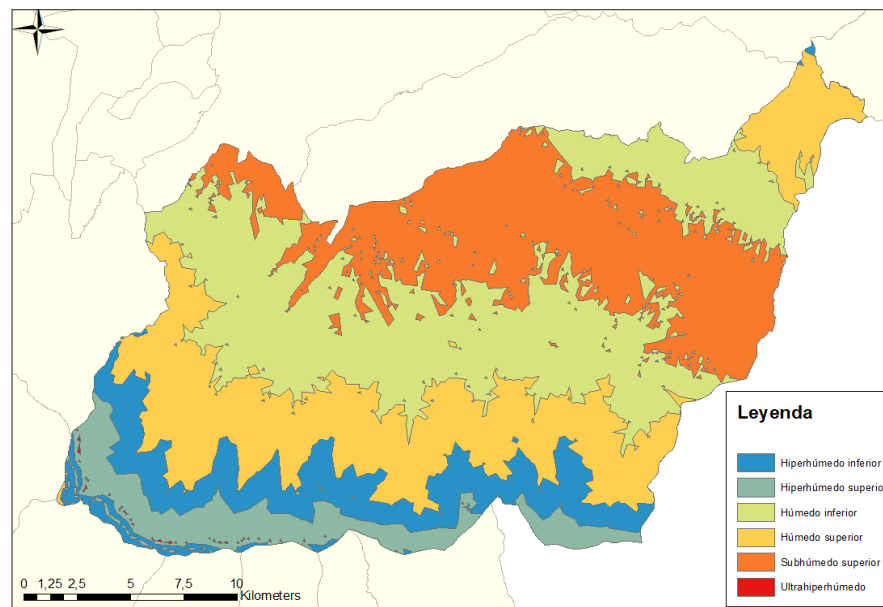 Leyenda
Hiperhúmedo inferior
Hiperhúmedo superior
Húmedo inferior
Húmedo superior
Subhúmedo superior
Ultrahiperhúmedo
0 1,25 2,5 5 7,5 10
Kilometers